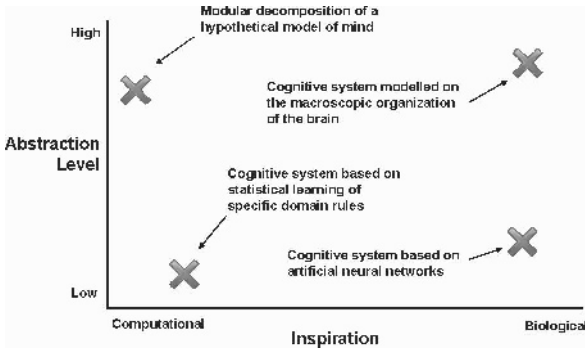 Modular decomposition of a
hypothetical model of mind
High
Cognitive system modelled on
the macroscopic organization
of the brain
Abstraction
Level
Cognitive system based on
statistical learning of
specific domain rules
Cognitive system based on
artificial neural networks
Low
Computational
Biological
Inspiration